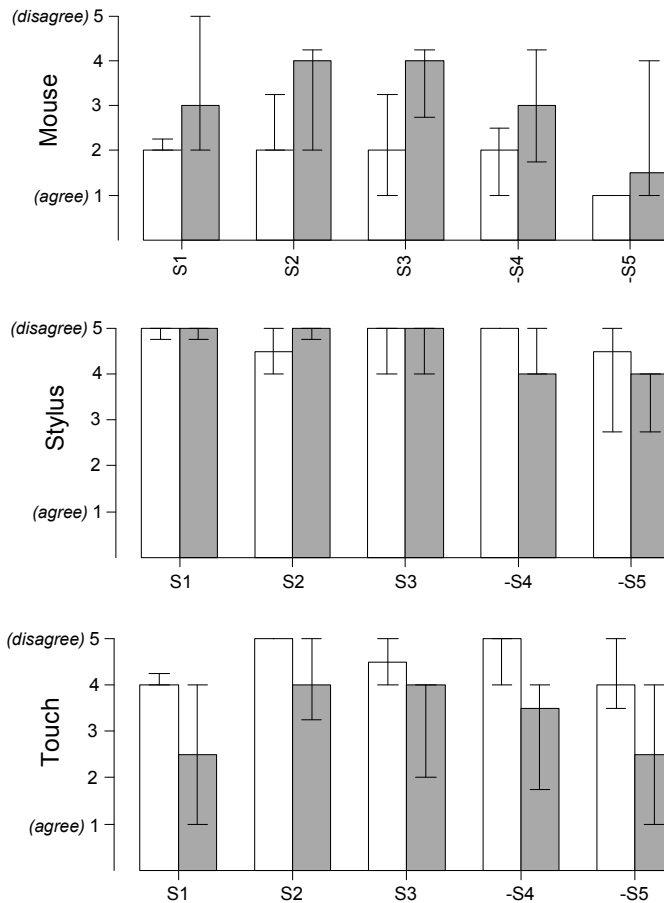 Mouse
(disagree) 5
4
3
2
(agree) 1
S1 S2 S3 -S4 -S5
Stylus
(disagree) 5
4
3
2
(agree) 1
S1 S2 S3 -S4 -S5
Touch
(disagree) 5
4
3
2
(agree) 1
S1 S2 S3 -S4 -S5